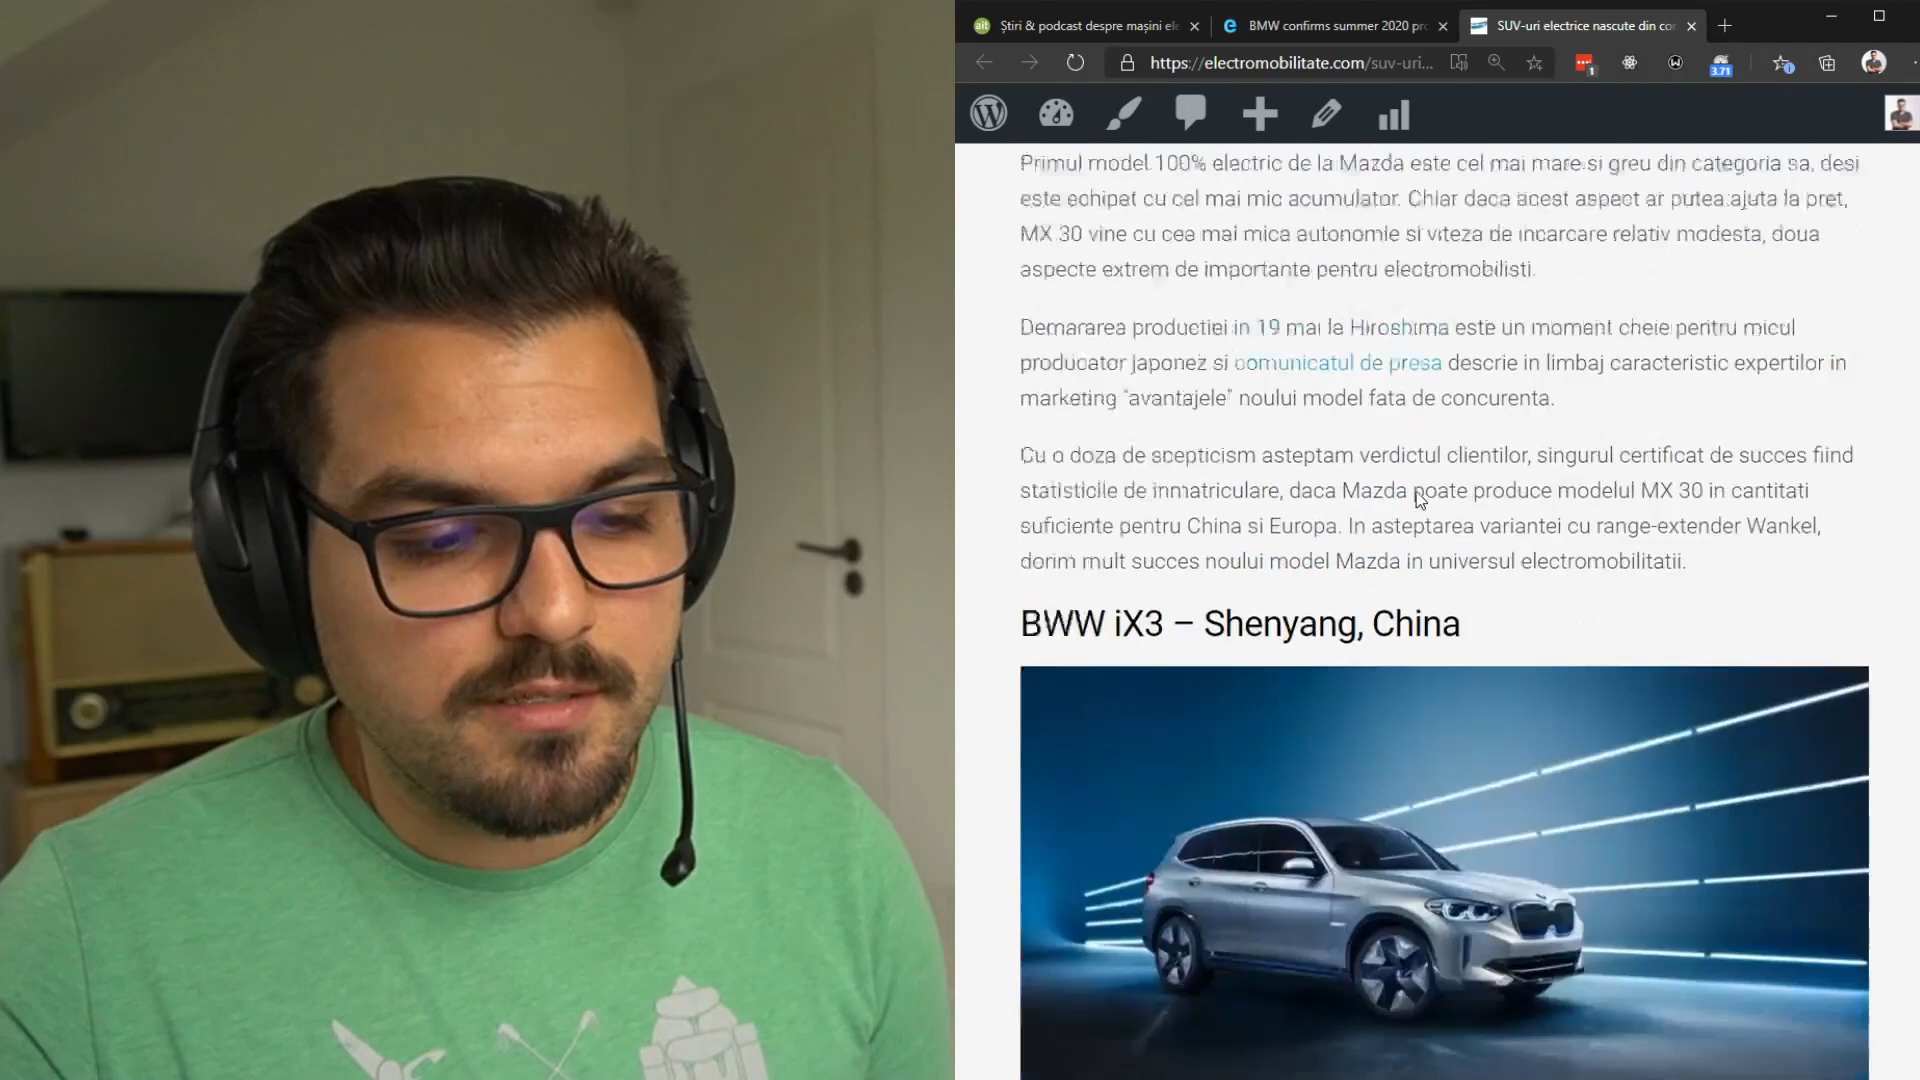 ait Știri & podcast despre mașini ele
BMW confirms summer 2020 pro
SUV-uri electrice nascute din con
https://electromobilitate.com/suv-uri...
1
3.71
Primul model 100% electric de la Mazda este cel mai mare si greu din categoria sa, desi
este echipat cu cel mai mic acumulator. Chiar daca acest aspect ar putea ajuta la pret,
MX 30 vine cu cea mai mica autonomie si viteza de incarcare relativ modesta, doua
aspecte extrem de importante pentru electromobilisti.
Demararea productiei in 19 mai la Hiroshima este un moment cheie pentru micul
producator japonez si comunicatul de presa descrie in limbaj caracteristic expertilor in
marketing "avantajele" noului model fata de concurenta.
Cu o doza de scepticism asteptam verdictul clientilor, singurul certificat de succes fiind
statisticile de inmatriculare, daca Mazda poate produce modelul MX 30 in cantitati
suficiente pentru China si Europa. In asteptarea variantei cu range-extender Wankel,
dorim mult succes noului model Mazda in universul electromobilitatii.
BWW iX3 – Shenyang, China